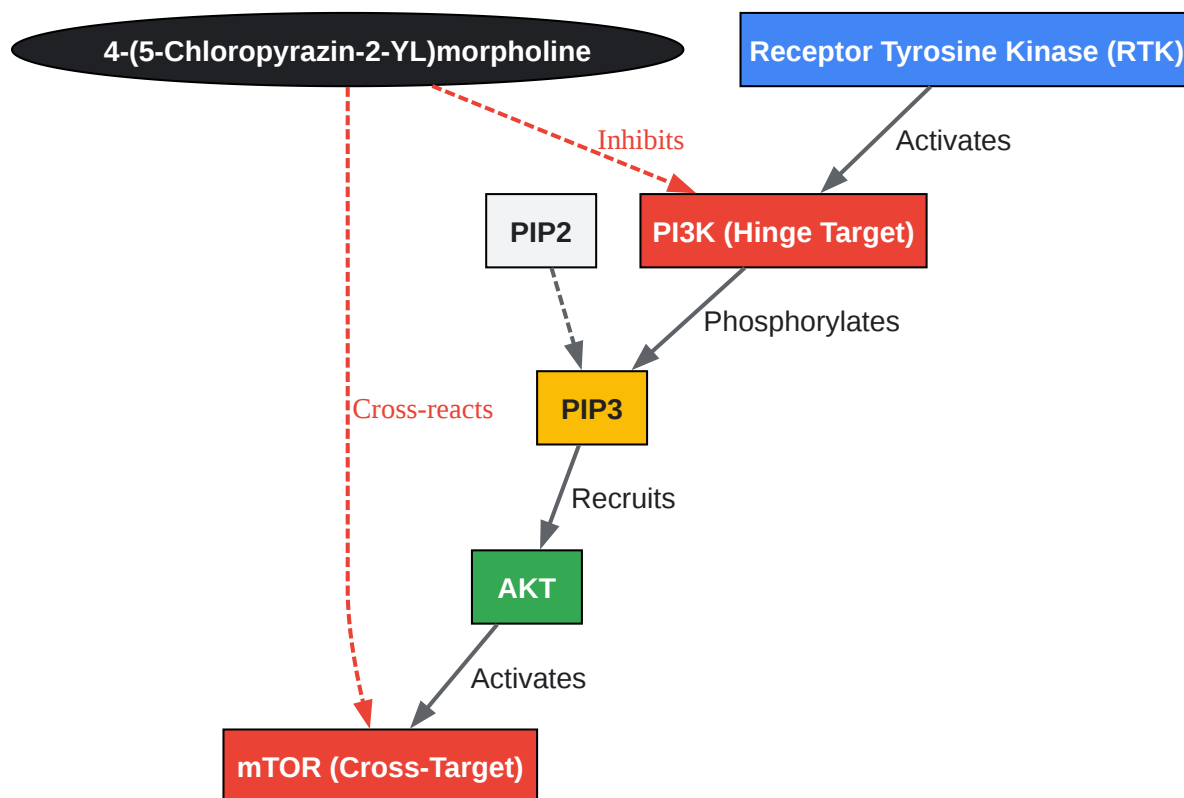 4-(5-Chloropyrazin-2-YL)morpholine
Receptor Tyrosine Kinase (RTK)
Inhibits
Activates
PIP2
PI3K (Hinge Target)
Phosphorylates
PIP3
Cross-reacts
Recruits
AKT
Activates
mTOR (Cross-Target)